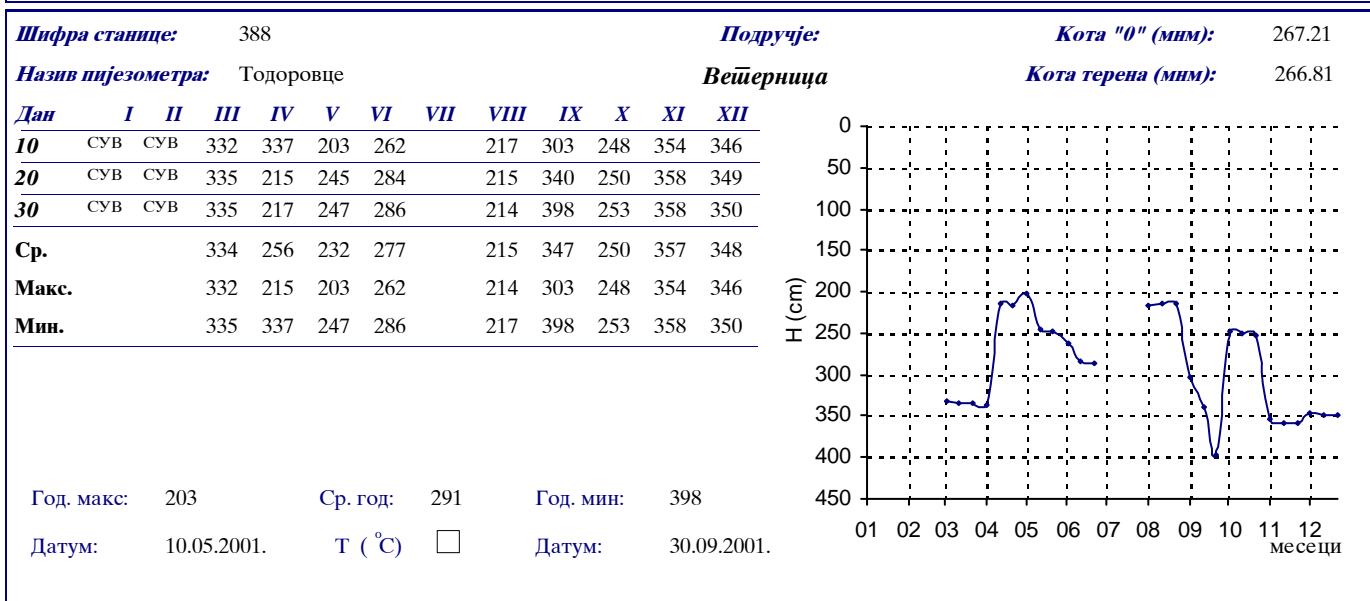 Шифра станице: 388 Подручје: Кота "0" (мнм): 267.21
Назив пијезометра: Тодоровце Ветерница Кота терена (мнм): 266.81
Дан I II III IV V VI VII VIII IX X XI XII
10 СУВ СУВ 332 337 203 262 217 303 248 354 346
20 СУВ СУВ 335 215 245 284 215 340 250 358 349
30 СУВ СУВ 335 217 247 286 214 398 253 358 350
Ср. 334 256 232 277 215 347 250 357 348
Макс. 332 215 203 262 214 303 248 354 346
Мин. 335 337 247 286 217 398 253 358 350
Год. макс: 203 Ср. год: 291 Год. мин: 398
Датум: 10.05.2001. Т ( °C) Датум: 30.09.2001.
0
50
100
150
200
250
300
350
400
450
H (cm)
01 02 03 04 05 06 07 08 09 10 11 12
месеци